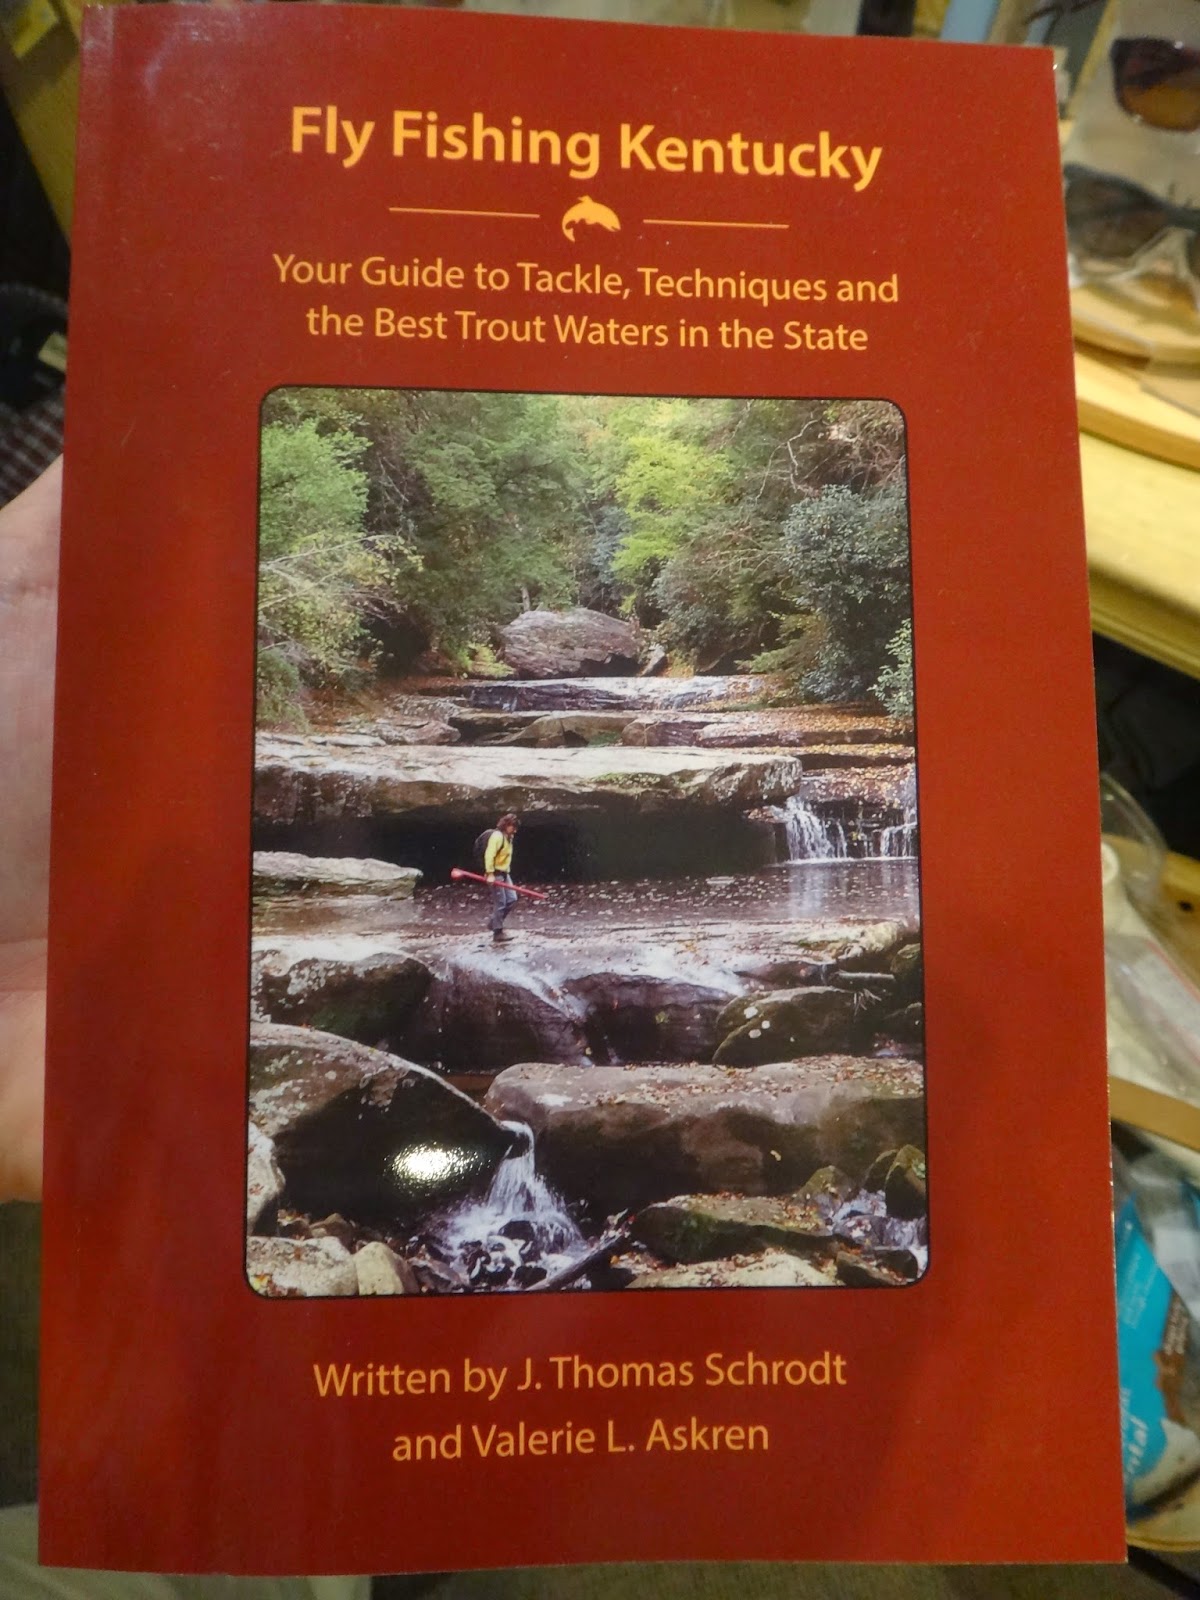 Fly Fishing Kentucky
Your Guide to Tackle, Techniques and
the Best Trout Waters in the State
Written by J. Thomas Schrodt
and Valerie L. Askren